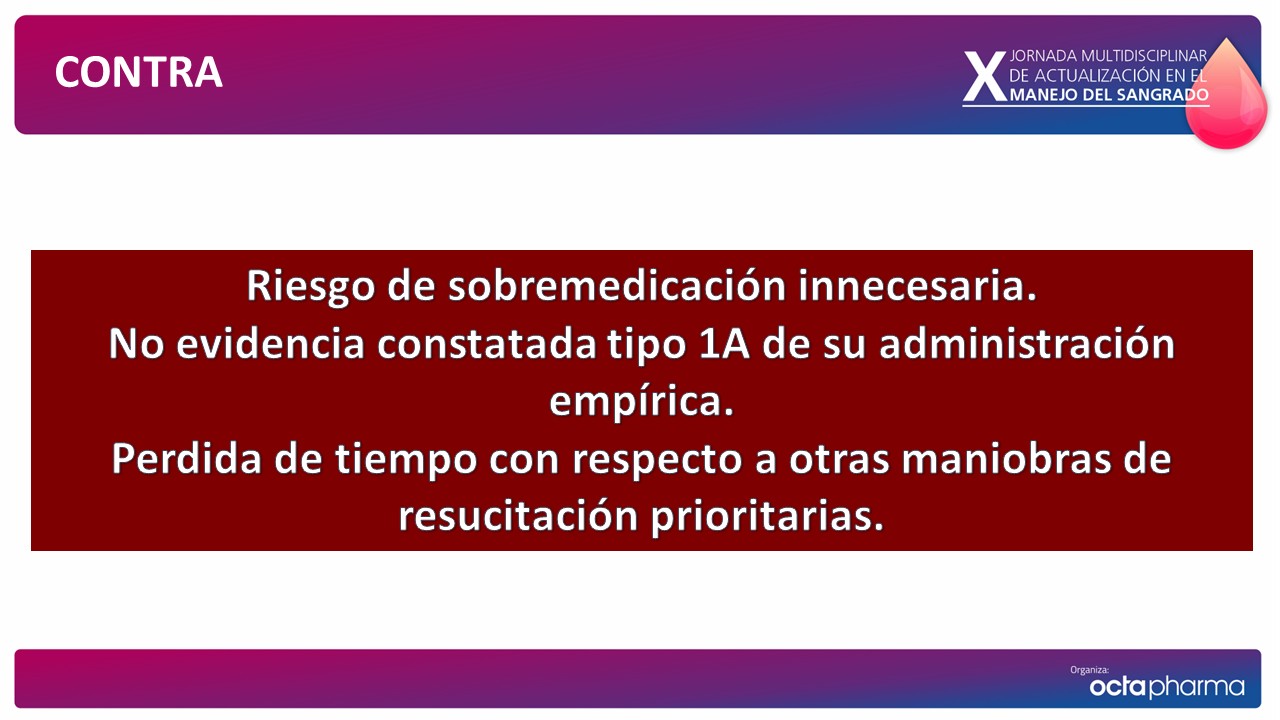 CONTRA
X JORNADA MULTIDISCIPLINAR
DE ACTUALIZACIÓN EN EL
MANEJO DEL SANGRADO
Riesgo de sobremedicación innecesaria.
No evidencia constatada tipo 1A de su administración
empírica.
Perdida de tiempo con respecto a otras maniobras de
resucitación prioritarias.
Organiza:
octapharma